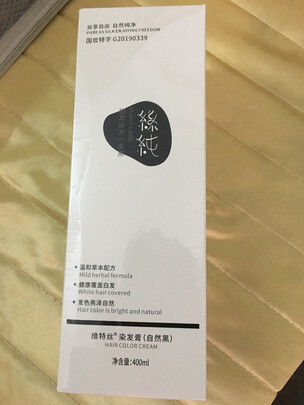 丝享自由 自然纯净
PURE AS SILK ENJOYING FREEDOM
国妆特字 G20190339
絲純
温和草本配方
Mild herbal formula
健康覆盖白发
White hair covered
发色亮泽自然
Hair color is bright and natural
维特丝® 染发膏（自然黑）
HAIR COLOR CREAM
净含量:400ml